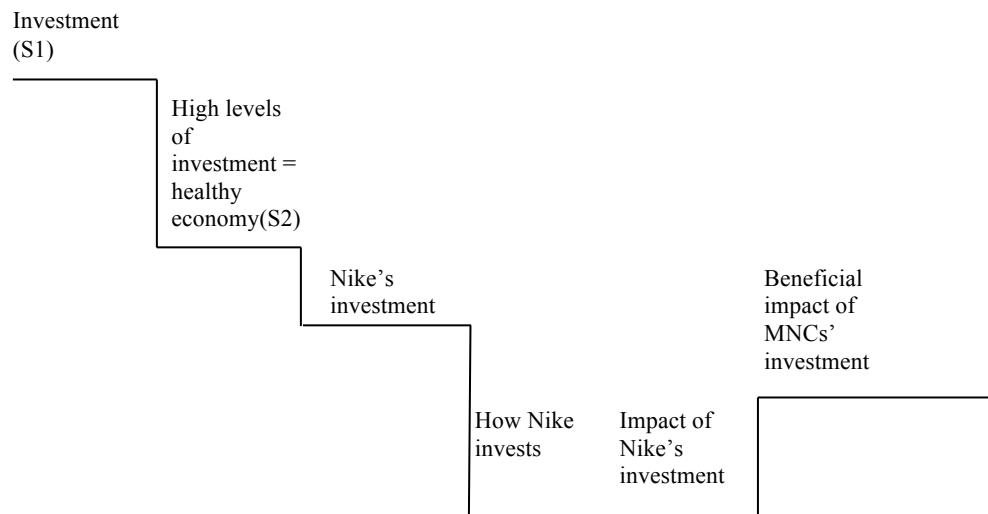 Investment
(S1)
High levels
of
investment =
healthy
economy(S2)
Nike’s
investment
Beneficial
impact of
MNCs’
investment
How Nike
invests
Impact of
Nike’s
investment